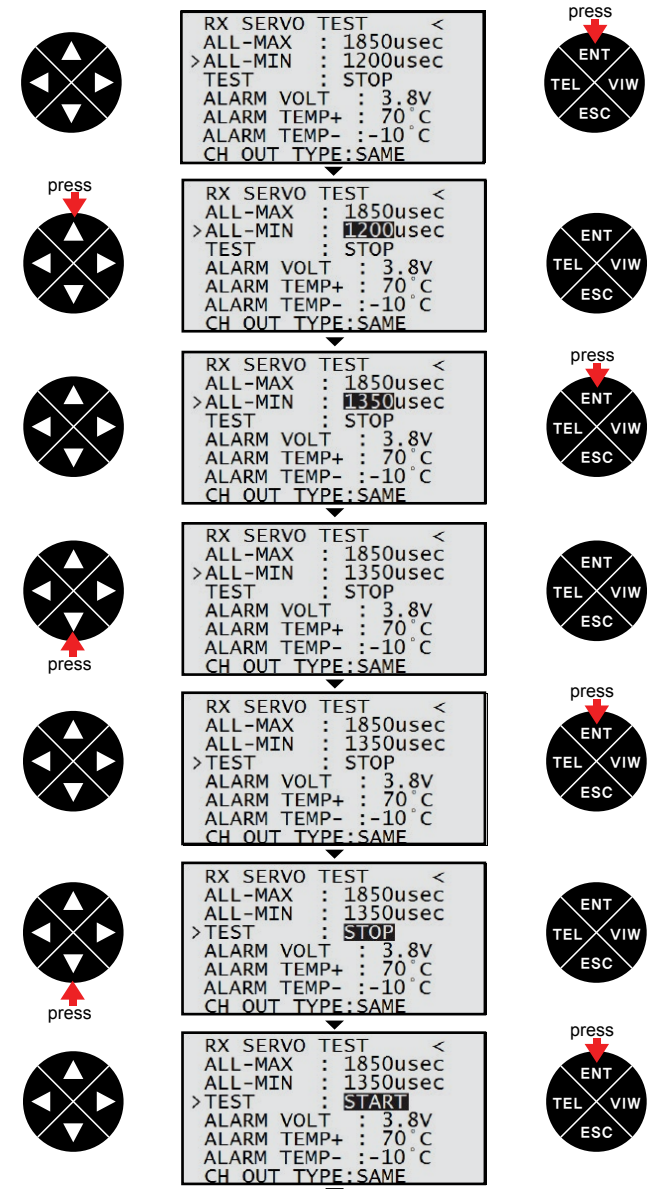 press
RX SERVO TEST <
ALL-MAX : 1850usec
>ALL-MIN : 1200usec
TEST : STOP
ALARM VOLT : 3.8V
ALARM TEMP+ : 70°C
ALARM TEMP- :-10°C
CH OUT TYPE:SAME
ENT
TEL VIW
ESC
press
RX SERVO TEST <
ALL-MAX : 1850usec
>ALL-MIN : 1200usec
TEST : STOP
ALARM VOLT : 3.8V
ALARM TEMP+ : 70°C
ALARM TEMP- :-10°C
CH OUT TYPE:SAME
ENT
TEL VIW
ESC
press
RX SERVO TEST <
ALL-MAX : 1850usec
>ALL-MIN : 1350usec
TEST : STOP
ALARM VOLT : 3.8V
ALARM TEMP+ : 70°C
ALARM TEMP- :-10°C
CH OUT TYPE:SAME
ENT
TEL VIW
ESC
RX SERVO TEST <
ALL-MAX : 1850usec
>ALL-MIN : 1350usec
TEST : STOP
ALARM VOLT : 3.8V
ALARM TEMP+ : 70°C
ALARM TEMP- :-10°C
CH OUT TYPE:SAME
ENT
TEL VIW
ESC
press
press
RX SERVO TEST <
ALL-MAX : 1850usec
ALL-MIN : 1350usec
>TEST : STOP
ALARM VOLT : 3.8V
ALARM TEMP+ : 70°C
ALARM TEMP- :-10°C
CH OUT TYPE:SAME
ENT
TEL VIW
ESC
RX SERVO TEST <
ALL-MAX : 1850usec
ALL-MIN : 1350usec
>TEST : STOP
ALARM VOLT : 3.8V
ALARM TEMP+ : 70°C
ALARM TEMP- :-10°C
CH OUT TYPE:SAME
ENT
TEL VIW
ESC
press
press
RX SERVO TEST <
ALL-MAX : 1850usec
ALL-MIN : 1350usec
>TEST : START
ALARM VOLT : 3.8V
ALARM TEMP+ : 70°C
ALARM TEMP- :-10°C
CH OUT TYPE:SAME
ENT
TEL VIW
ESC